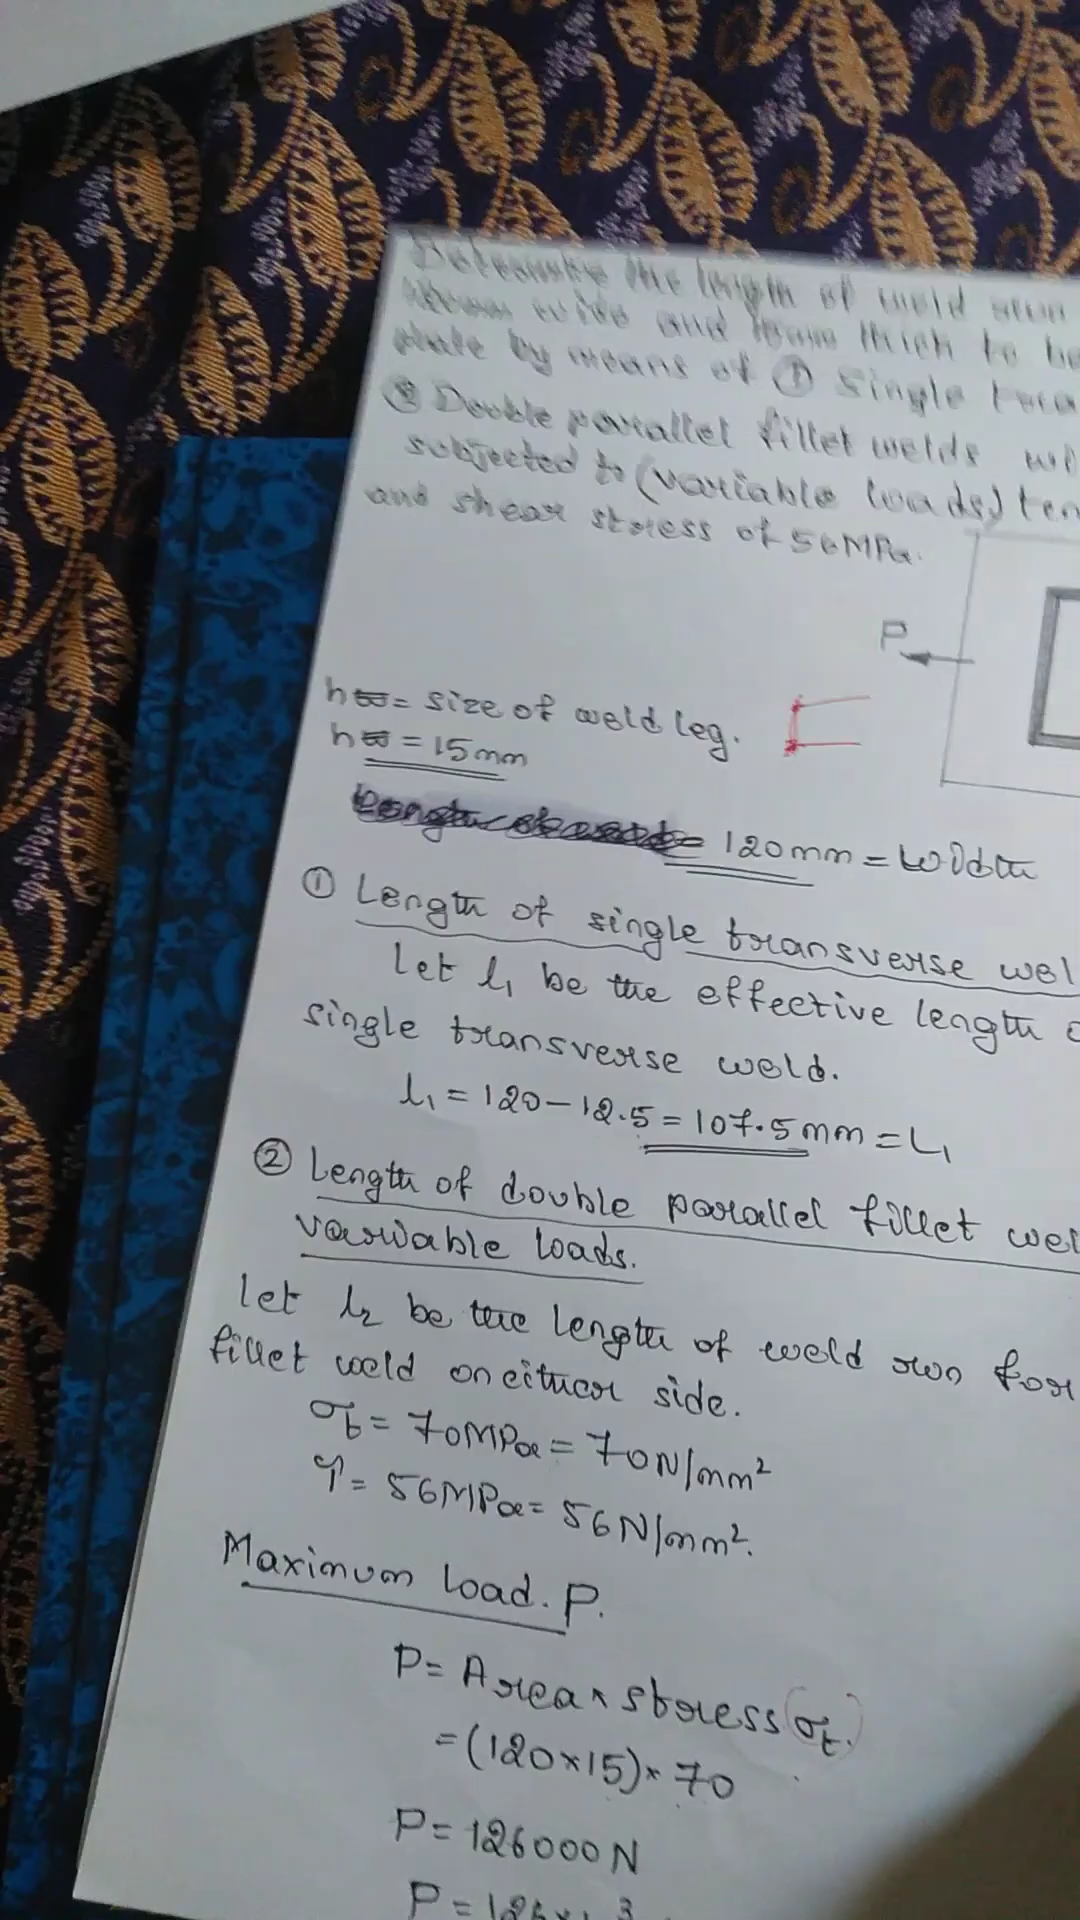 Determine the length of weld run
wide and thick to be
plate by means of ① Single
② Double parallel fillet welds
subjected to (variable loads) ten
and shear stress of 56MPa.
P
h = size of weld leg.
h = 15mm
120mm = Width
① Length of single transverse wel
Let l₁ be the effective length
single transverse weld.
l₁ = 120 - 12.5 = 107.5mm = L₁
② Length of double parallel fillet wel
variable loads.
Let l₂ be the length of weld run for
fillet weld on either side.
σt = 70MPa = 70N/mm²
τ = 56MPa = 56N/mm².
Maximum Load. P.
P = Area × stress (σt.)
= (120×15) × 70
P = 126000 N
P =